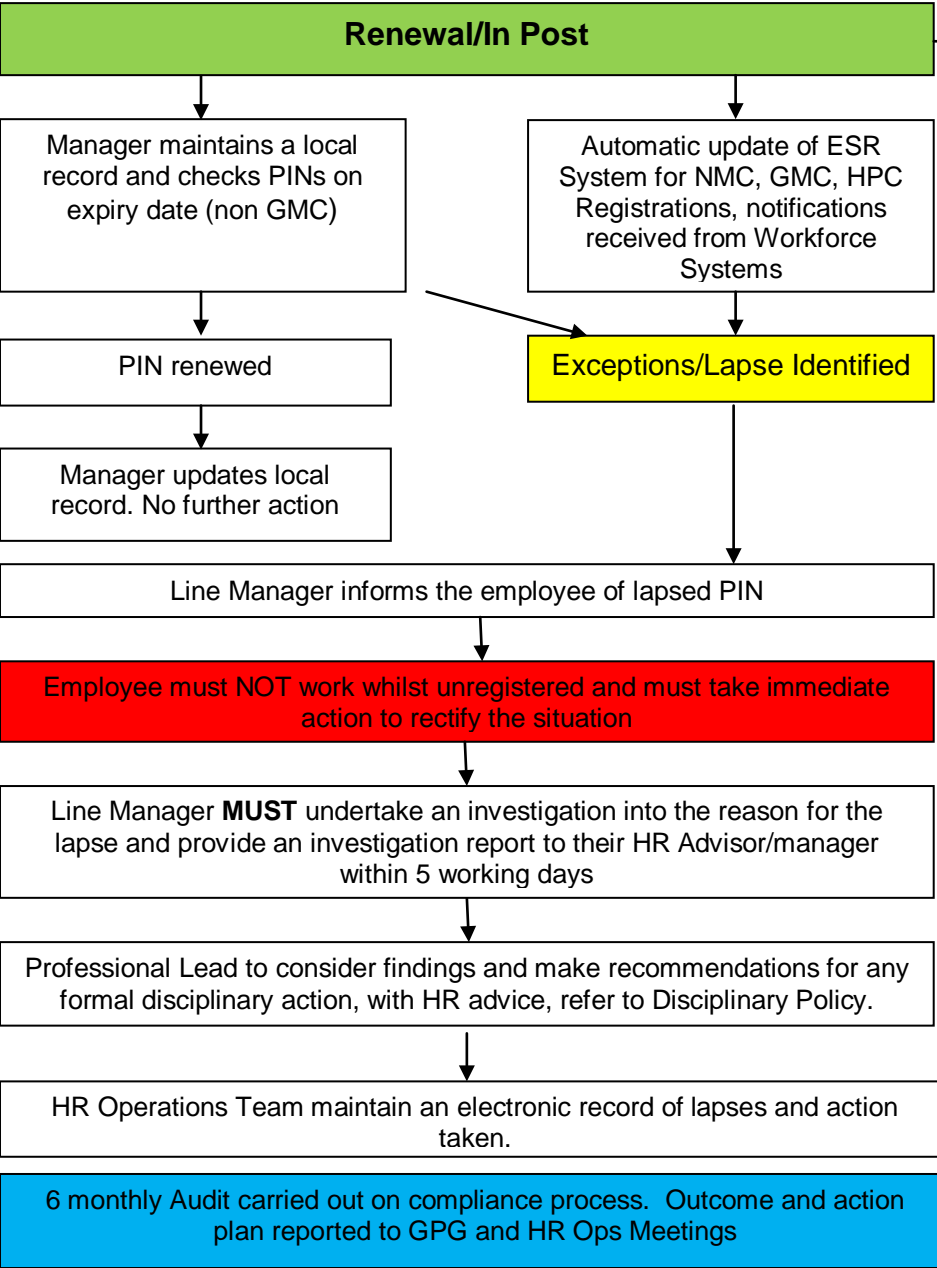 Renewal/In Post
Manager maintains a local
record and checks PINs on
expiry date (non GMC)
Automatic update of ESR
System for NMC, GMC, HPC
Registrations, notifications
received from Workforce
Systems
PIN renewed
Exceptions/Lapse Identified
Manager updates local
record. No further action
Line Manager informs the employee of lapsed PIN
Employee must NOT work whilst unregistered and must take immediate
action to rectify the situation
Line Manager MUST undertake an investigation into the reason for the
lapse and provide an investigation report to their HR Advisor/manager
within 5 working days
Professional Lead to consider findings and make recommendations for any
formal disciplinary action, with HR advice, refer to Disciplinary Policy.
HR Operations Team maintain an electronic record of lapses and action
taken.
6 monthly Audit carried out on compliance process. Outcome and action
plan reported to GPG and HR Ops Meetings